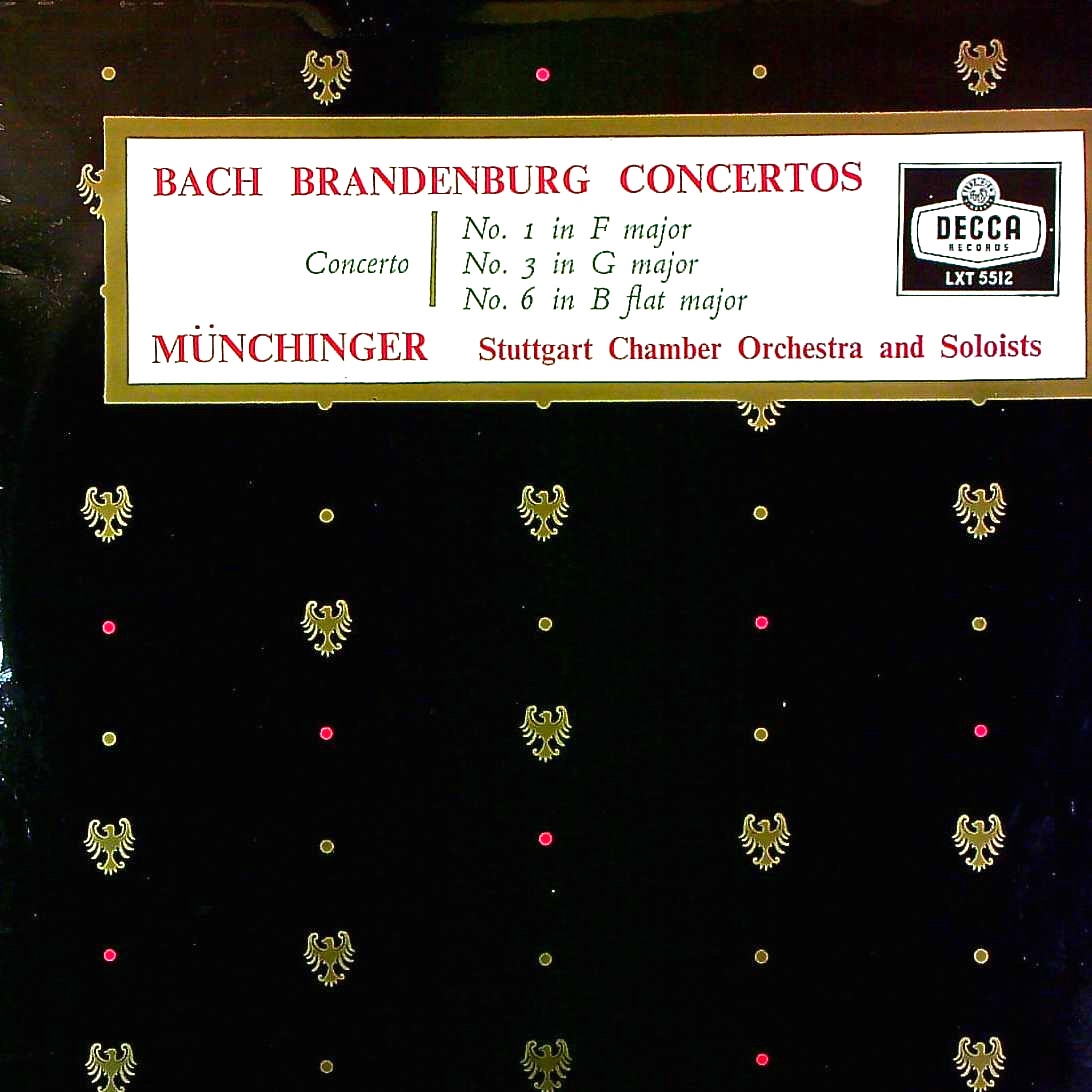 BACH BRANDENBURG CONCERTOS
Concerto
No. 1 in F major
No. 3 in G major
No. 6 in B flat major
MÜNCHINGER Stuttgart Chamber Orchestra and Soloists
DECCA
RECORDS
LXT 5512